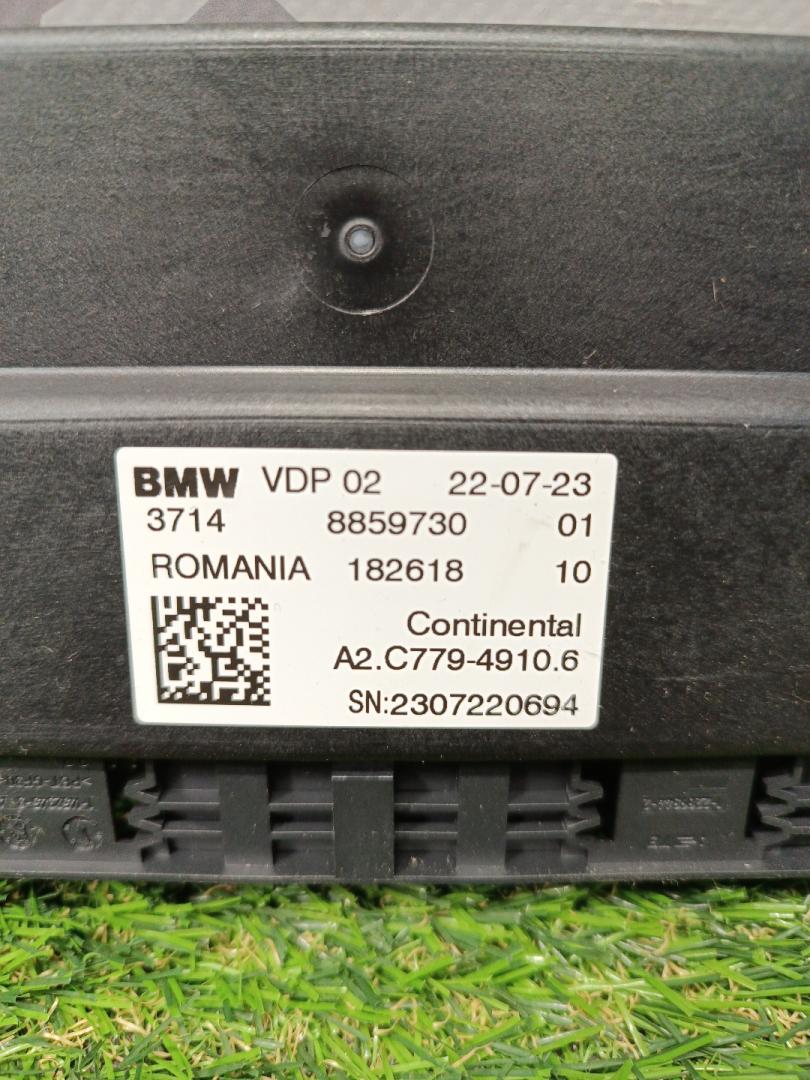 BMW VDP 02 22-07-23
3714 8859730 01
ROMANIA 182618 10
Continental
A2.C779-4910.6
SN:2307220694